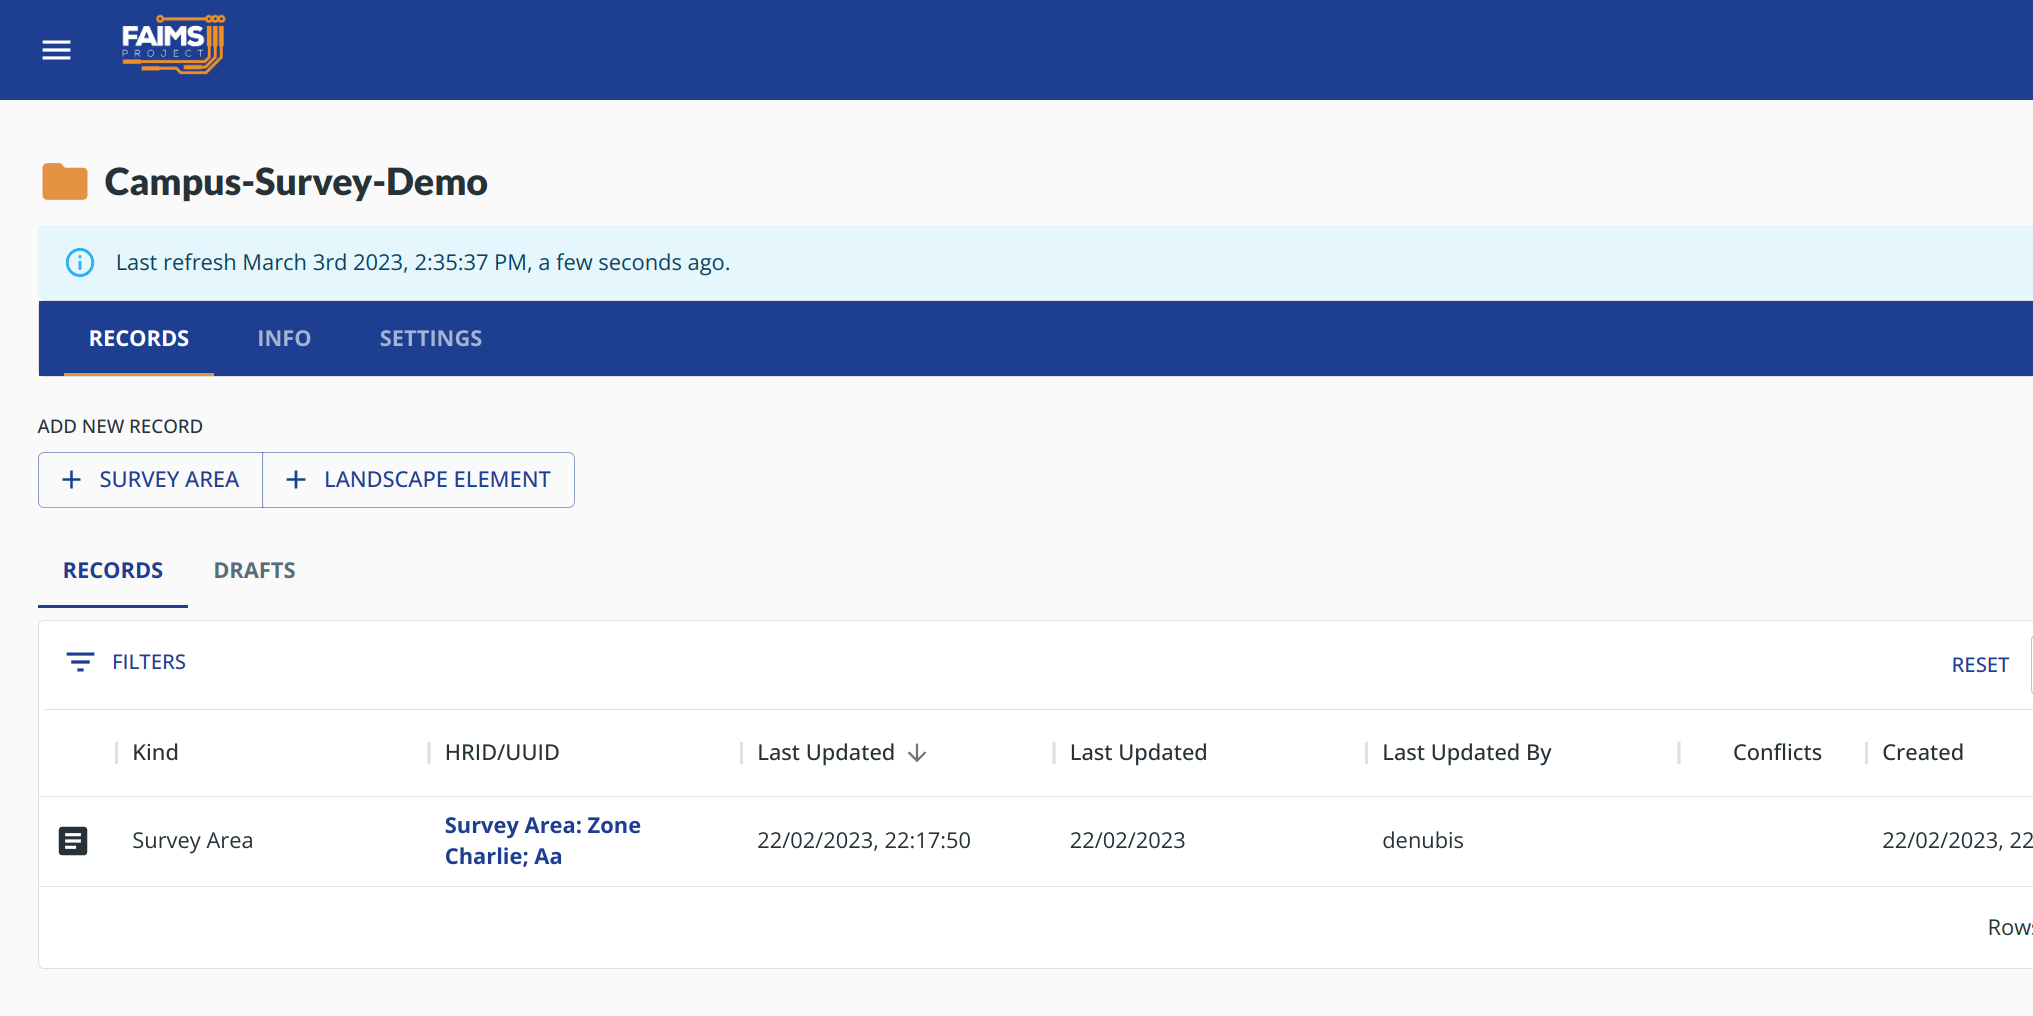 FAIMS
PROJECT
Campus-Survey-Demo
Last refresh March 3rd 2023, 2:35:37 PM, a few seconds ago.
RECORDS INFO SETTINGS
ADD NEW RECORD
+ SURVEY AREA + LANDSCAPE ELEMENT
RECORDS DRAFTS
FILTERS RESET
Kind HRID/UUID Last Updated Last Updated Last Updated By Conflicts Created
Survey Area Survey Area: Zone Charlie; Aa 22/02/2023, 22:17:50 22/02/2023 denubis 22/02/2023, 22
Rows